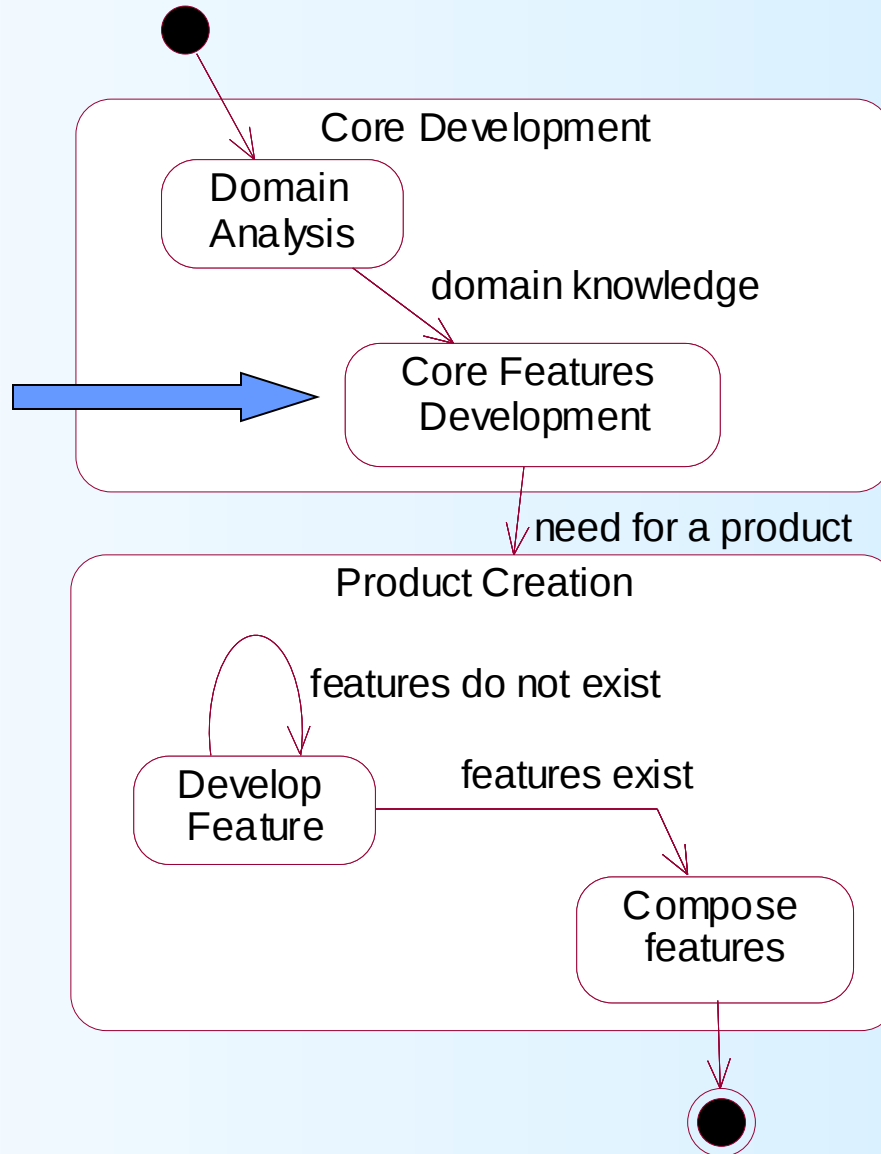 Core Development
Domain
Analysis
domain knowledge
Core Features
Development
need for a product
Product Creation
features do not exist
features exist
Develop
Feature
Compose
features